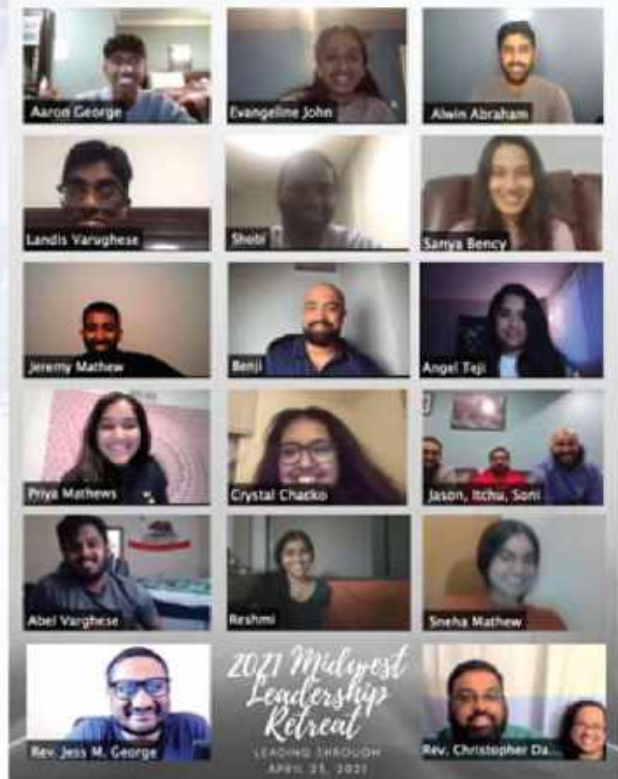 Aaron George
Evangeline John
Alwin Abraham
Landis Varughese
Shobi
Sanya Bency
Jeremy Mathew
Benji
Angel Teji
Priya Mathews
Crystal Chacko
Jason, Itchu, Soni
Abel Varghese
Reshmi
Sneha Mathew
Rev. Jess M. George
2021 Midwest
Leadership
Retreat
LEADING THROUGH
APRIL 25, 2021
Rev. Christopher Da...